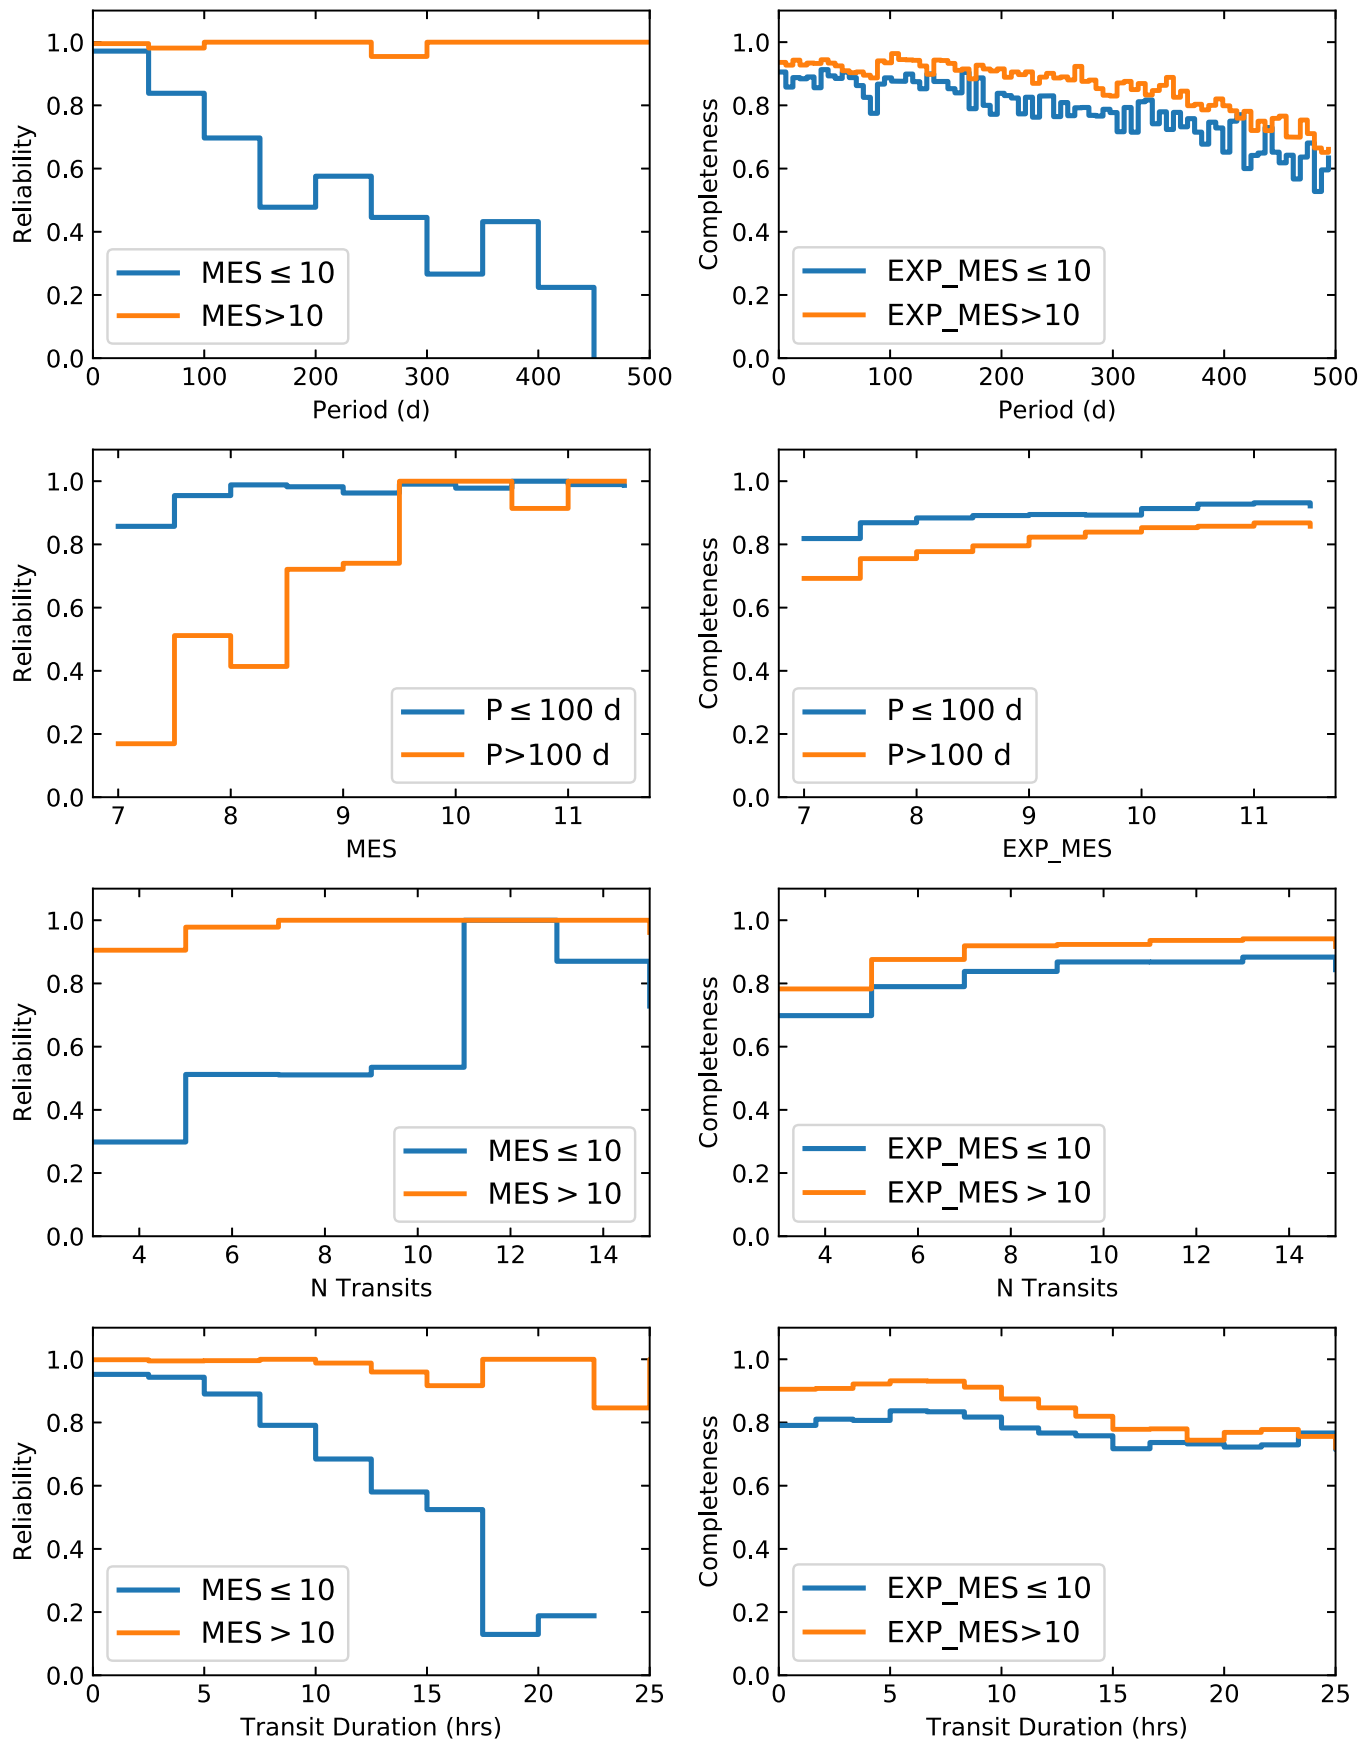 1.0
0.8
0.6
0.4
0.2
0.0
Reliability
MES ≤ 10
MES>10
0 100 200 300 400 500
Period (d)
1.0
0.8
0.6
0.4
0.2
0.0
Completeness
EXP_MES ≤ 10
EXP_MES>10
0 100 200 300 400 500
Period (d)
1.0
0.8
0.6
0.4
0.2
0.0
Reliability
P ≤ 100 d
P>100 d
7 8 9 10 11
MES
1.0
0.8
0.6
0.4
0.2
0.0
Completeness
P ≤ 100 d
P>100 d
7 8 9 10 11
EXP_MES
1.0
0.8
0.6
0.4
0.2
0.0
Reliability
MES ≤ 10
MES > 10
4 6 8 10 12 14
N Transits
1.0
0.8
0.6
0.4
0.2
0.0
Completeness
EXP_MES ≤ 10
EXP_MES > 10
4 6 8 10 12 14
N Transits
1.0
0.8
0.6
0.4
0.2
0.0
Reliability
MES ≤ 10
MES > 10
0 5 10 15 20 25
Transit Duration (hrs)
1.0
0.8
0.6
0.4
0.2
0.0
Completeness
EXP_MES ≤ 10
EXP_MES>10
0 5 10 15 20 25
Transit Duration (hrs)